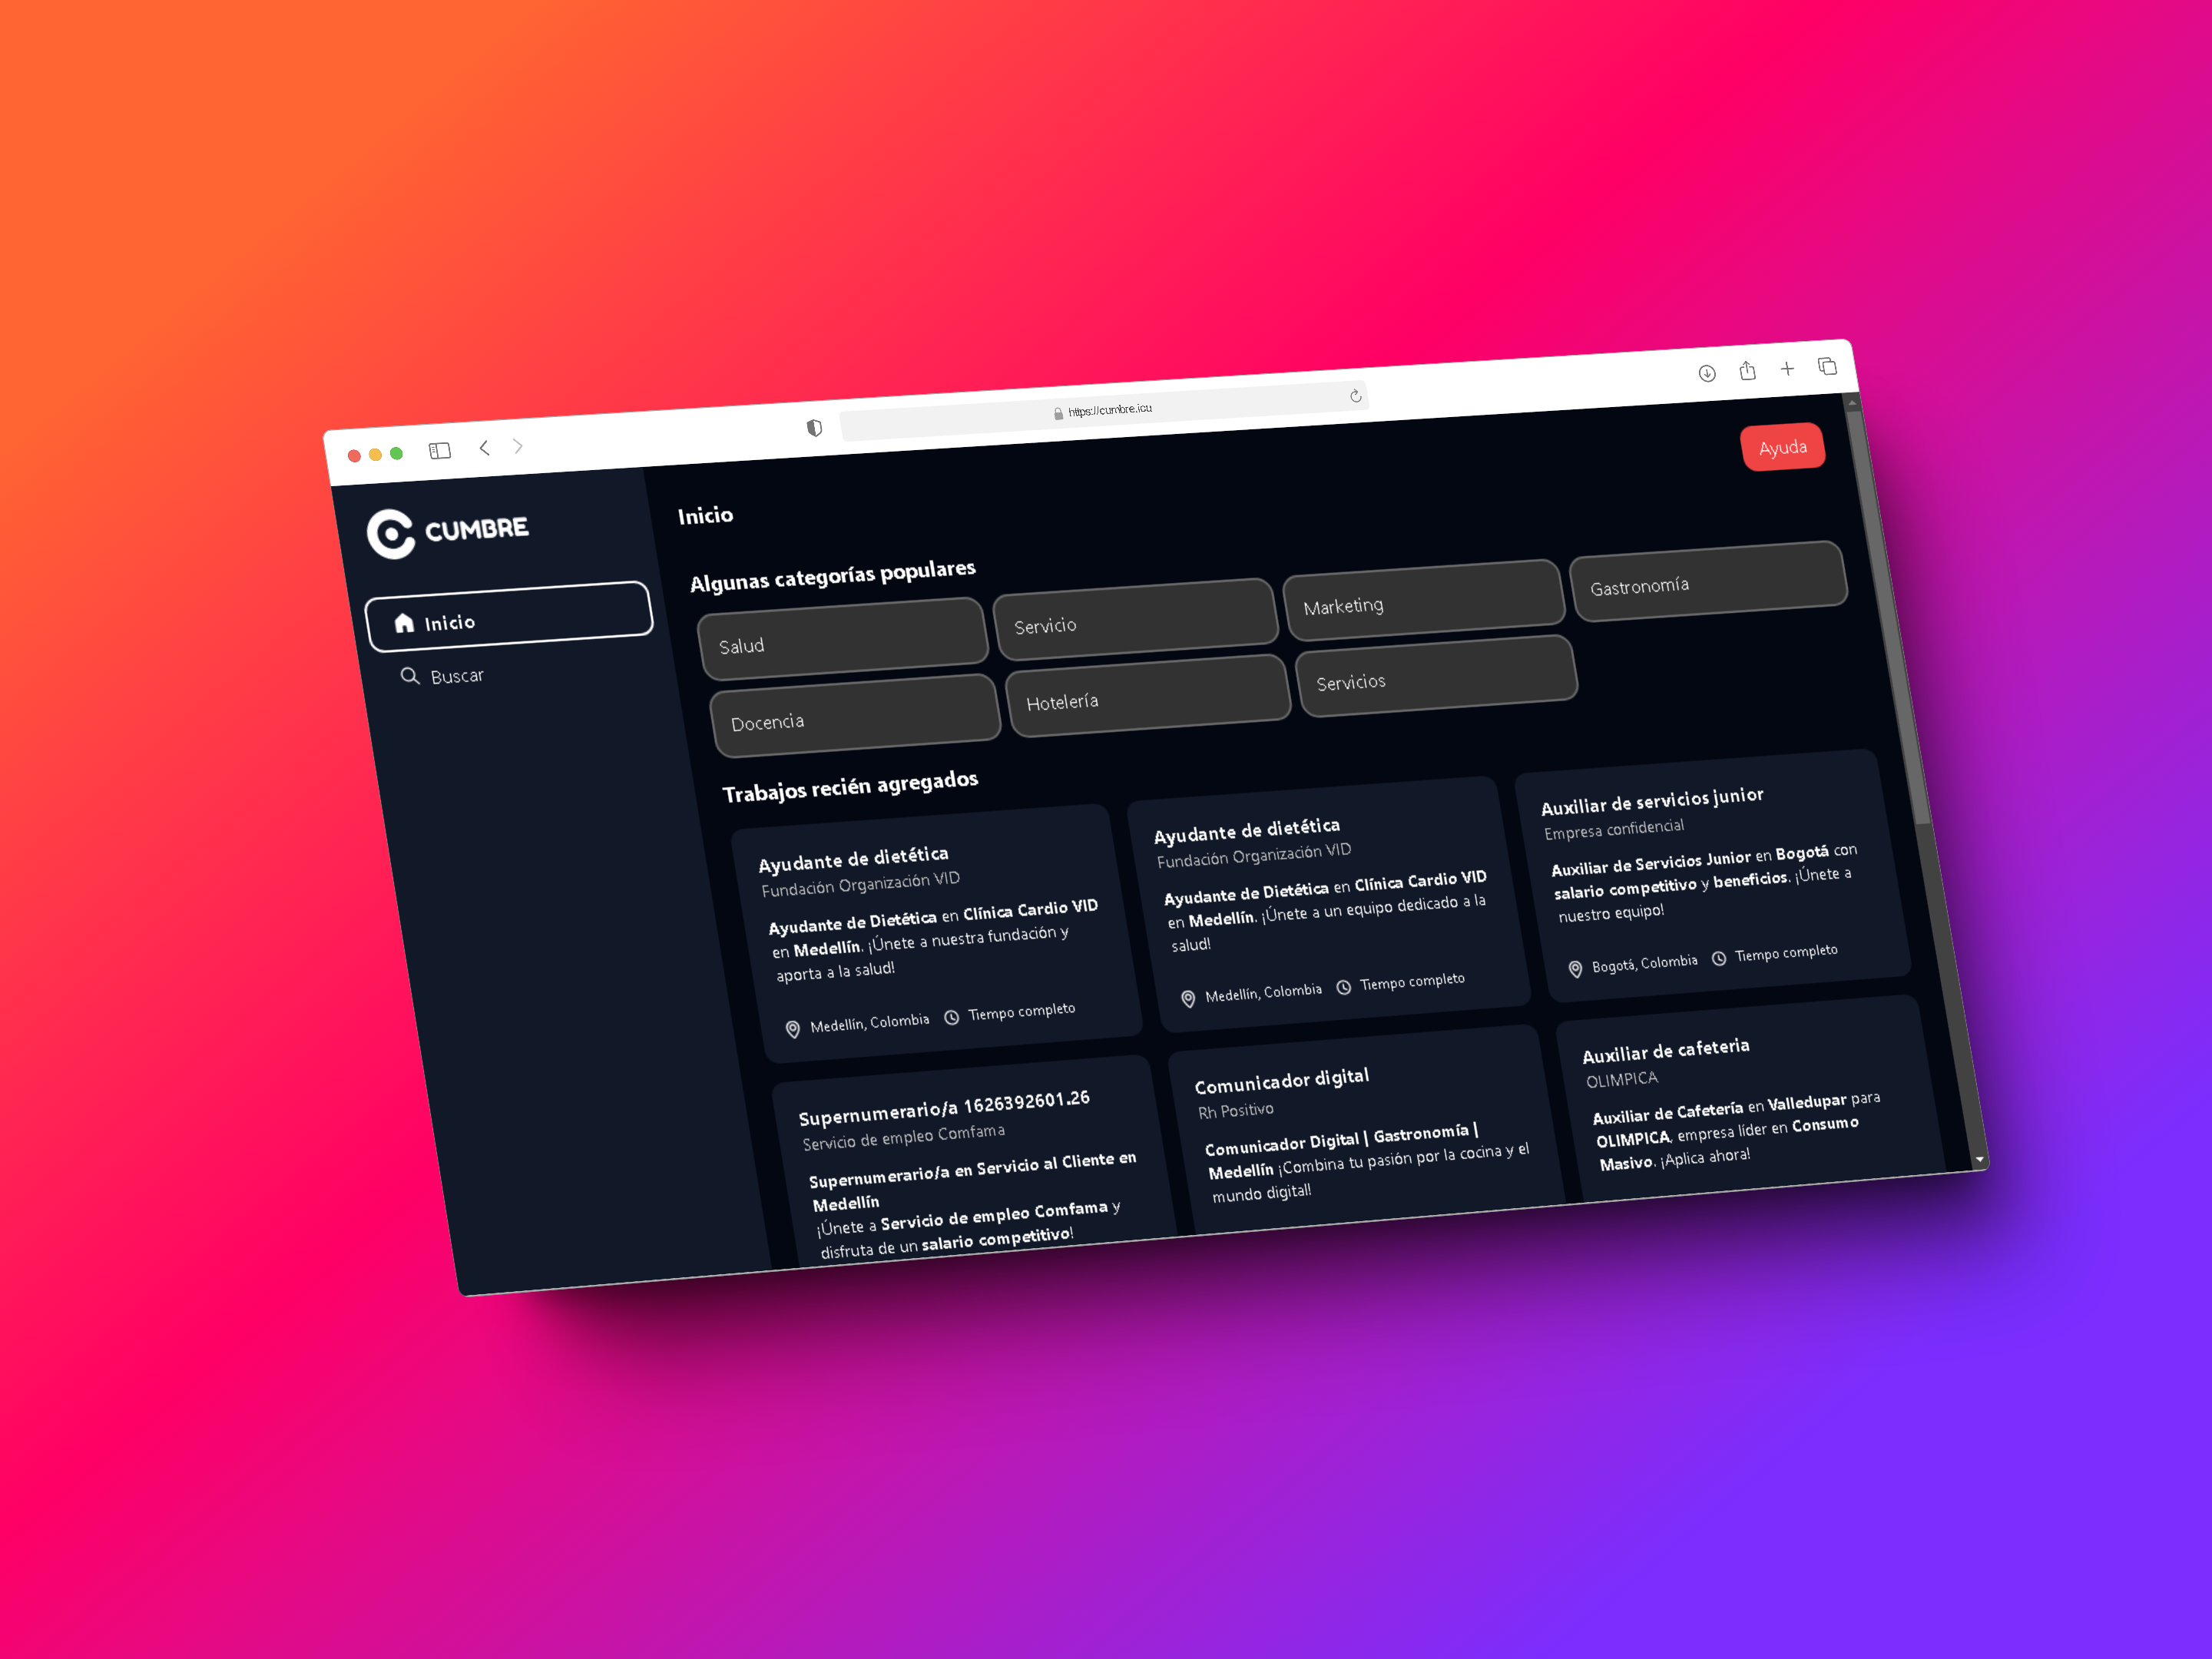 https://cumbre.icu
CUMBRE
Inicio
Buscar
Ayuda
Inicio
Algunas categorías populares
Salud
Servicio
Marketing
Gastronomía
Docencia
Hotelería
Servicios
Trabajos recién agregados
Ayudante de dietética
Fundación Organización VID
Ayudante de Dietética en Clínica Cardio VID
en Medellín. ¡Únete a nuestra fundación y
aporta a la salud!
Medellín, Colombia
Tiempo completo
Ayudante de dietética
Fundación Organización VID
Ayudante de Dietética en Clínica Cardio VID
en Medellín. ¡Únete a un equipo dedicado a la
salud!
Medellín, Colombia
Tiempo completo
Auxiliar de servicios junior
Empresa confidencial
Auxiliar de Servicios Junior en Bogotá con
salario competitivo y beneficios. ¡Únete a
nuestro equipo!
Bogotá, Colombia
Tiempo completo
Supernumerario/a 1626392601.26
Servicio de empleo Comfama
Supernumerario/a en Servicio al Cliente en
Medellín
¡Únete a Servicio de empleo Comfama y
disfruta de un salario competitivo!
Comunicador digital
Rh Positivo
Comunicador Digital | Gastronomía |
Medellín ¡Combina tu pasión por la cocina y el
mundo digital!
Auxiliar de cafeteria
OLIMPICA
Auxiliar de Cafetería en Valledupar para
OLIMPICA, empresa líder en Consumo
Masivo. ¡Aplica ahora!